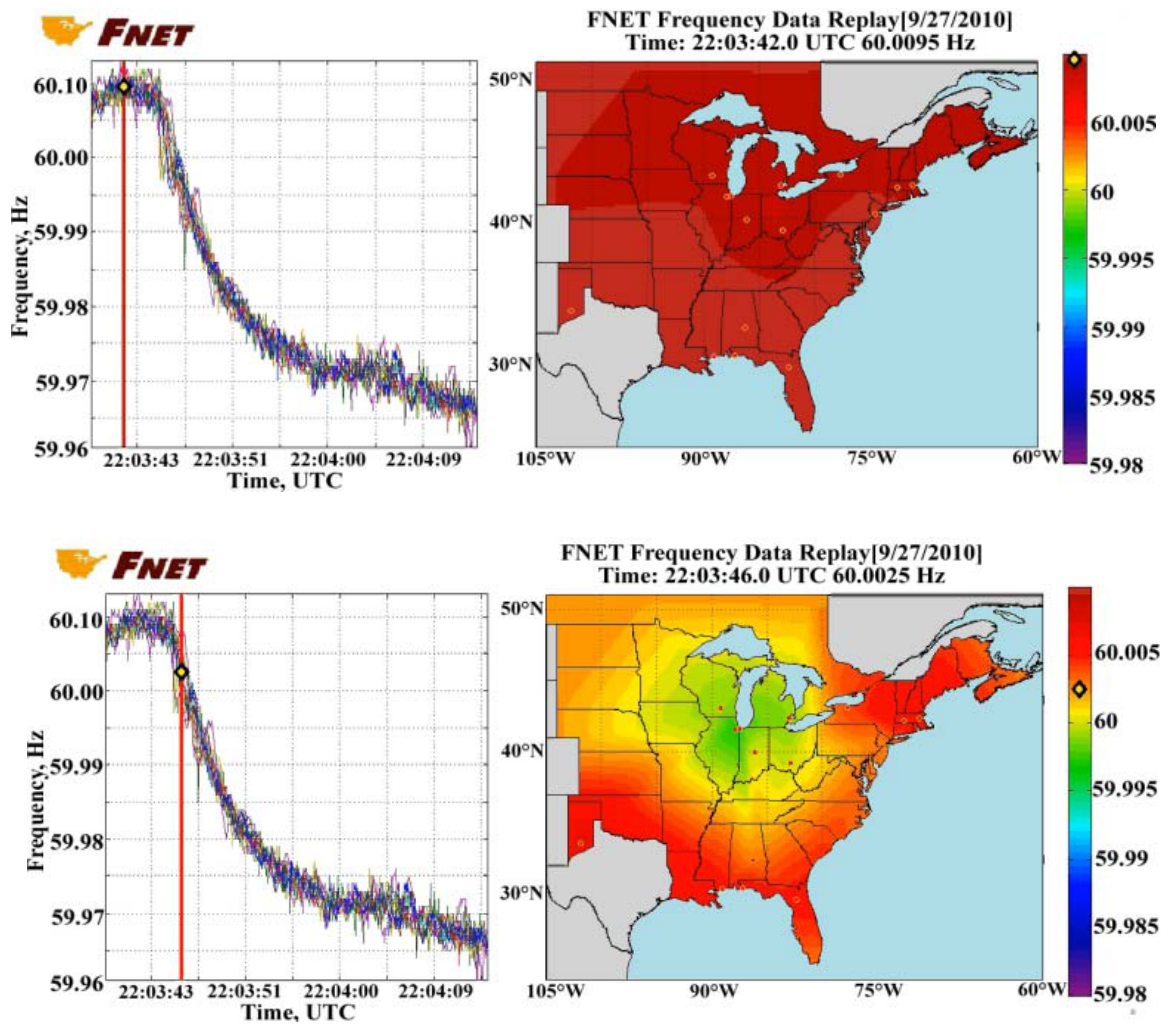 FNET
FNET Frequency Data Replay[9/27/2010]
Time: 22:03:42.0 UTC 60.0095 Hz
Frequency, Hz
60.10
60.00
59.99
59.98
59.97
59.96
22:03:43 22:03:51 22:04:00 22:04:09
Time, UTC
50°N
40°N
30°N
105°W 90°W 75°W 60°W
60.005
60
59.995
59.99
59.985
59.98
FNET
FNET Frequency Data Replay[9/27/2010]
Time: 22:03:46.0 UTC 60.0025 Hz
Frequency, Hz
60.10
60.00
59.99
59.98
59.97
59.96
22:03:43 22:03:51 22:04:00 22:04:09
Time, UTC
50°N
40°N
30°N
105°W 90°W 75°W 60°W
60.005
60
59.995
59.99
59.985
59.98